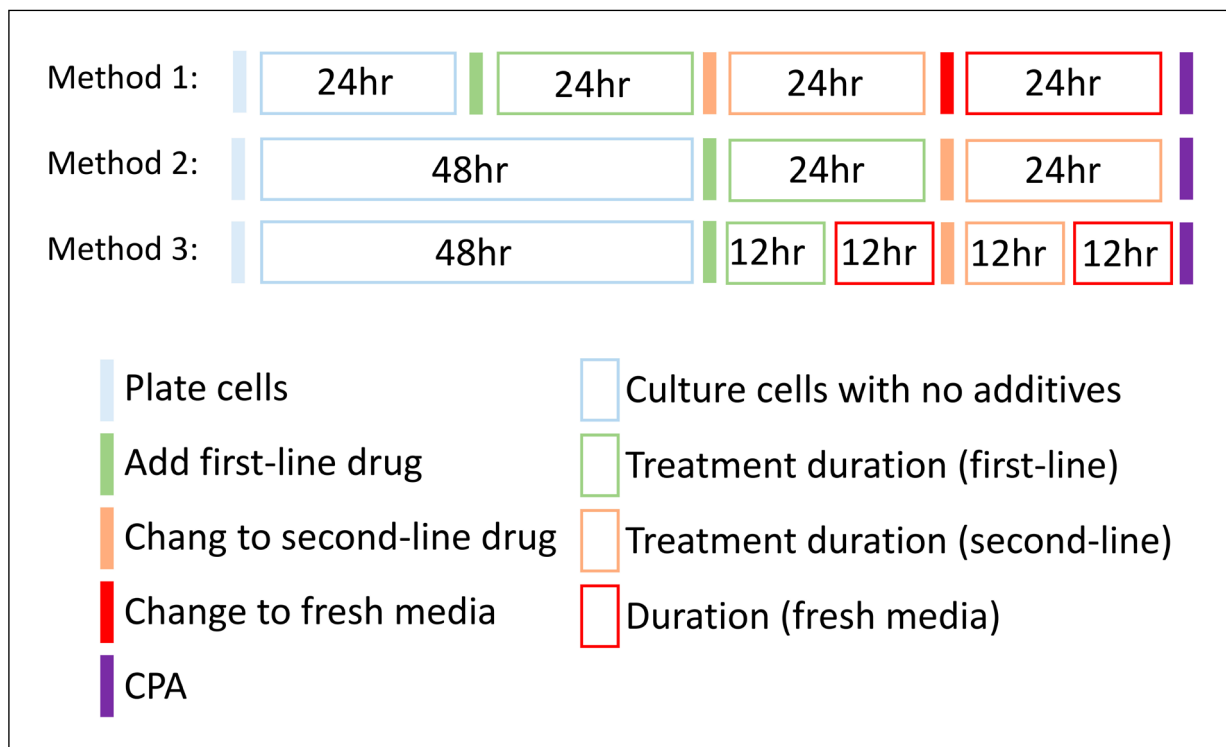 Method 1: 24hr 24hr 24hr 24hr
Method 2: 48hr 24hr 24hr
Method 3: 48hr 12hr 12hr 12hr 12hr
Plate cells
Add first-line drug
Chang to second-line drug
Change to fresh media
CPA
Culture cells with no additives
Treatment duration (first-line)
Treatment duration (second-line)
Duration (fresh media)